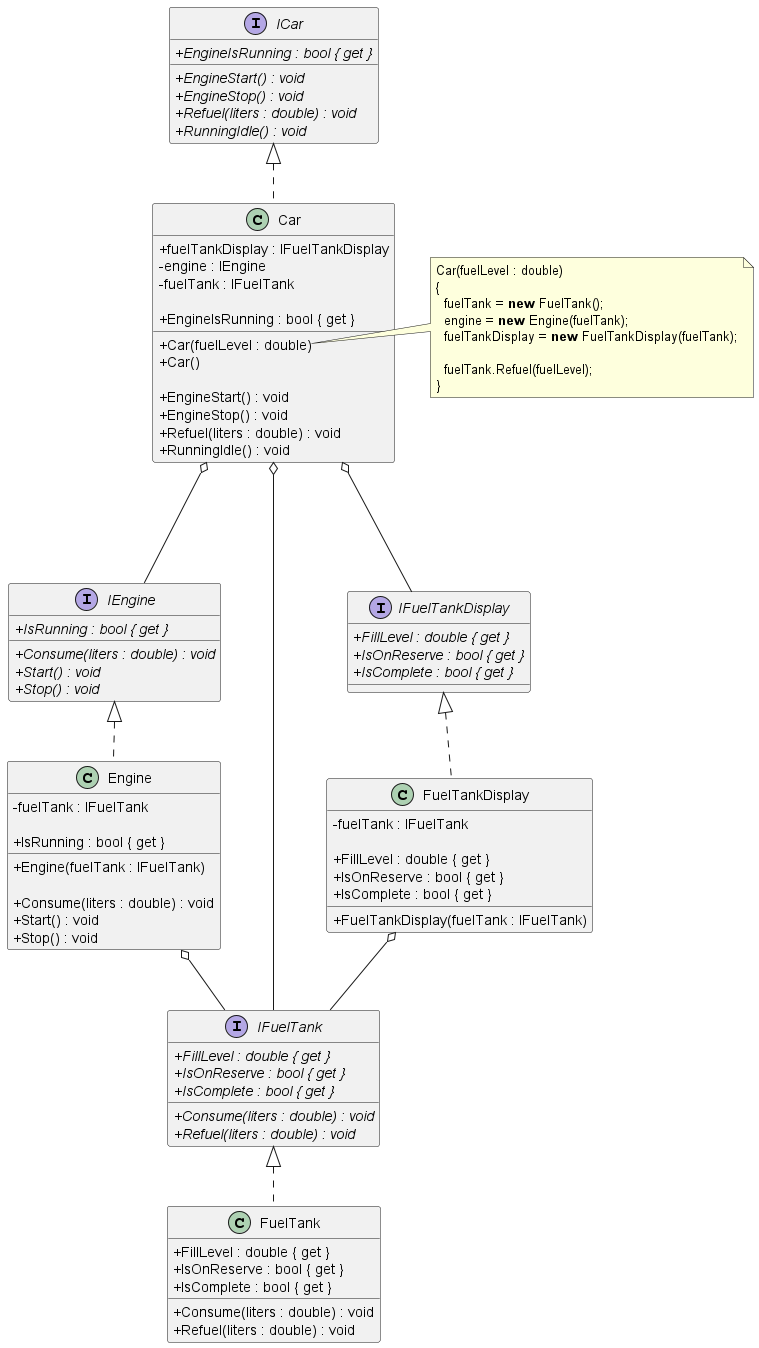 I ICar
+EngineIsRunning : bool { get }
+EngineStart() : void
+EngineStop() : void
+Refuel(liters : double) : void
+RunningIdle() : void
C Car
+fuelTankDisplay : IFuelTankDisplay
-engine : IEngine
-fuelTank : IFuelTank
+EngineIsRunning : bool { get }
+Car(fuelLevel : double)
+Car()
+EngineStart() : void
+EngineStop() : void
+Refuel(liters : double) : void
+RunningIdle() : void
Car(fuelLevel : double)
{
fuelTank = new FuelTank();
engine = new Engine(fuelTank);
fuelTankDisplay = new FuelTankDisplay(fuelTank);
fuelTank.Refuel(fuelLevel);
}
I IEngine
+IsRunning : bool { get }
+Consume(liters : double) : void
+Start() : void
+Stop() : void
I IFuelTankDisplay
+FillLevel : double { get }
+IsOnReserve : bool { get }
+IsComplete : bool { get }
C Engine
-fuelTank : IFuelTank
+IsRunning : bool { get }
+Engine(fuelTank : IFuelTank)
+Consume(liters : double) : void
+Start() : void
+Stop() : void
C FuelTankDisplay
-fuelTank : IFuelTank
+FillLevel : double { get }
+IsOnReserve : bool { get }
+IsComplete : bool { get }
+FuelTankDisplay(fuelTank : IFuelTank)
I IFuelTank
+FillLevel : double { get }
+IsOnReserve : bool { get }
+IsComplete : bool { get }
+Consume(liters : double) : void
+Refuel(liters : double) : void
C FuelTank
+FillLevel : double { get }
+IsOnReserve : bool { get }
+IsComplete : bool { get }
+Consume(liters : double) : void
+Refuel(liters : double) : void